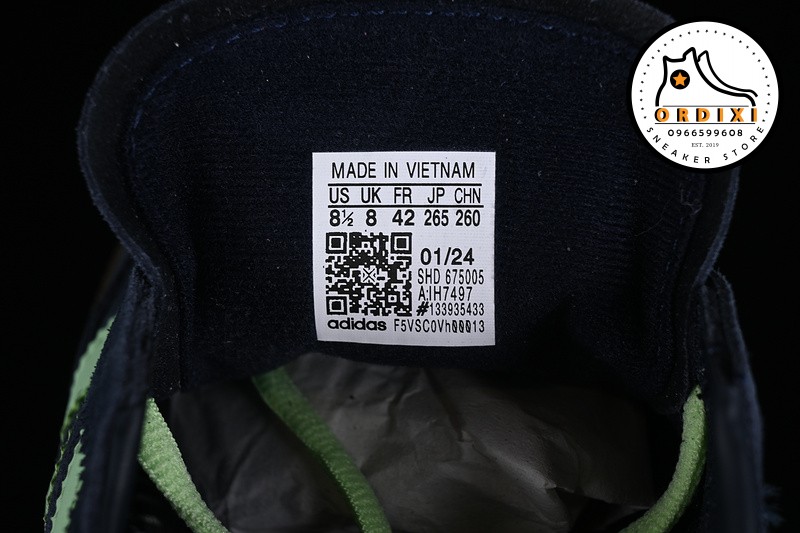 ORDIXI
0966599608
EST. 2019
SNEAKER STORE
MADE IN VIETNAM
US UK FR JP CHN
8½ 8 42 265 260
01/24
SHD 675005
A:IH7497
#133935433
adidas F5VSC0Vh00013